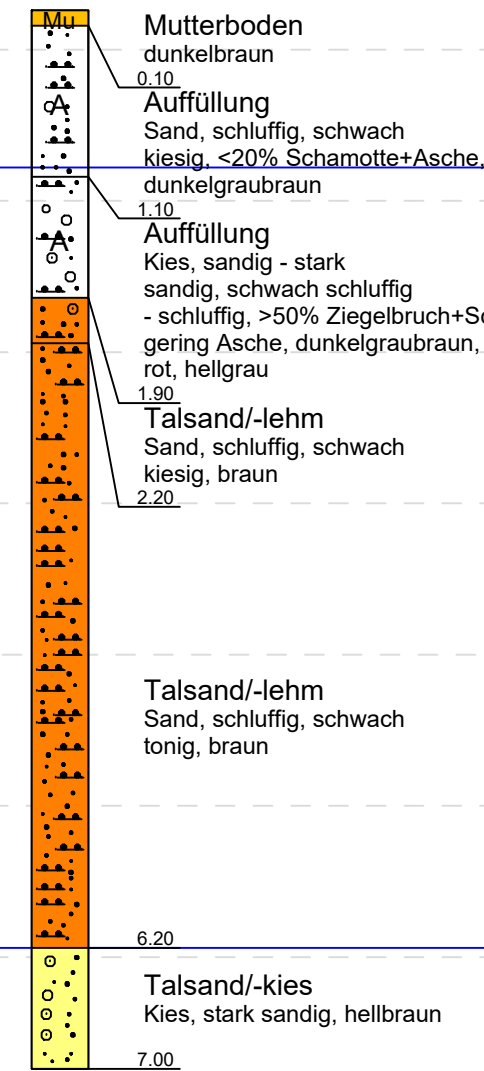 Mu
Mutterboden
dunkelbraun
0.10
A
Auffüllung
Sand, schluffig, schwach
kiesig, <20% Schamotte+Asche,
dunkelgraubraun
1.10
A
Auffüllung
Kies, sandig - stark
sandig, schwach schluffig
- schluffig, >50%
gering Asche, dunkelgraubraun,
rot, hellgrau
1.90
Talsand/-lehm
Sand, schluffig, schwach
kiesig, braun
2.20
Talsand/-lehm
Sand, schluffig, schwach
tonig, braun
6.20
Talsand/-kies
Kies, stark sandig, hellbraun
7.00